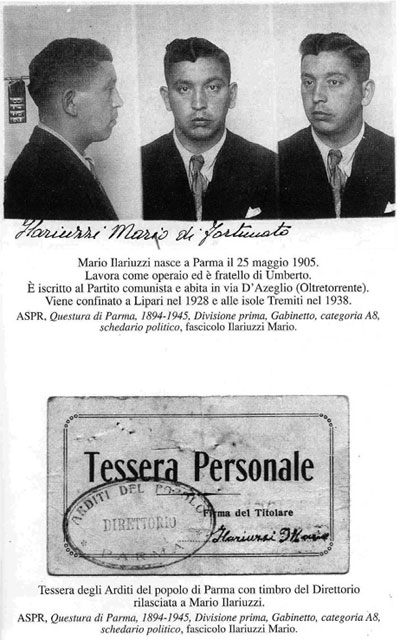 Ilariuzzi Mario di Fortunato
Mario Ilariuzzi nasce a Parma il 25 maggio 1905.
Lavora come operaio ed è fratello di Umberto.
È iscritto al Partito comunista e abita in via D'Azeglio (Oltretorrente).
Viene confinato a Lipari nel 1928 e alle isole Tremiti nel 1938.
ASPR, Questura di Parma, 1894-1945, Divisione prima, Gabinetto, categoria A8,
schedario politico, fascicolo Ilariuzzi Mario.
Tessera Personale
ARDITI DEL POPOLO
DIRETTORIO
PARMA
Firma del Titolare
Ilariuzzi Mario
Tessera degli Arditi del popolo di Parma con timbro del Direttorio
rilasciata a Mario Ilariuzzi.
ASPR, Questura di Parma, 1894-1945, Divisione prima, Gabinetto, categoria A8,
schedario politico, fascicolo Ilariuzzi Mario.